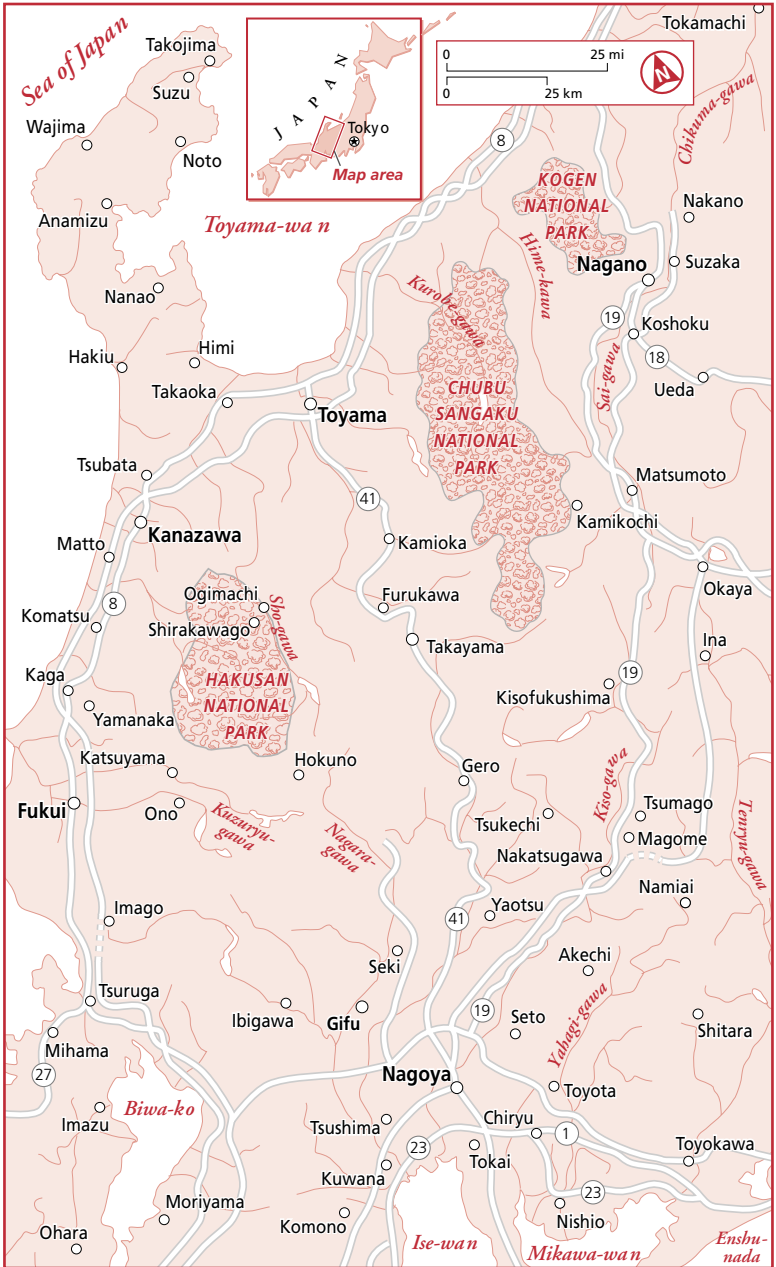 Sea of Japan
Takojima
Suzu
Wajima
Noto
Anamizu
Toyama-wa n
Nanao
Hakiu
Himi
Takaoka
JAPAN
Tokyo
Map area
0
25 mi
0
25 km
N
Tokamachi
Chikuma-gawa
8
KOGEN
NATIONAL
PARK
Nakano
Hime-kawa
Nagano
Suzaka
Kurobe-gawa
19
Koshoku
18
Sai-gawa
Ueda
CHUBU
SANGAKU
NATIONAL
PARK
Toyama
Tsubata
41
Matsumoto
Kanazawa
Kamikochi
Matto
Kamioka
Okaya
Ogimachi
Furukawa
8
Sho-gawa
Komatsu
Shirakawago
Takayama
Ina
HAKUSAN
NATIONAL
PARK
Kaga
19
Kisofukushima
Yamanaka
Katsuyama
Hokuno
Gero
Kiso-gawa
Fukui
Ono
Kuzuryu-
gawa
Nagara-
gawa
Tsukechi
Tsumago
Magome
Tenryu-gawa
Nakatsugawa
Namiai
Imago
41
Yaotsu
Seki
Akechi
Tsuruga
Ibigawa
Gifu
19
Seto
Yahagi-gawa
Shitara
Mihama
27
Nagoya
Toyota
Imazu
Biwa-ko
Tsushima
Chiryu
1
23
Tokai
Toyokawa
Kuwana
23
Moriyama
Komono
Nishio
Ohara
Ise-wan
Mikawa-wan
Enshu-
nada